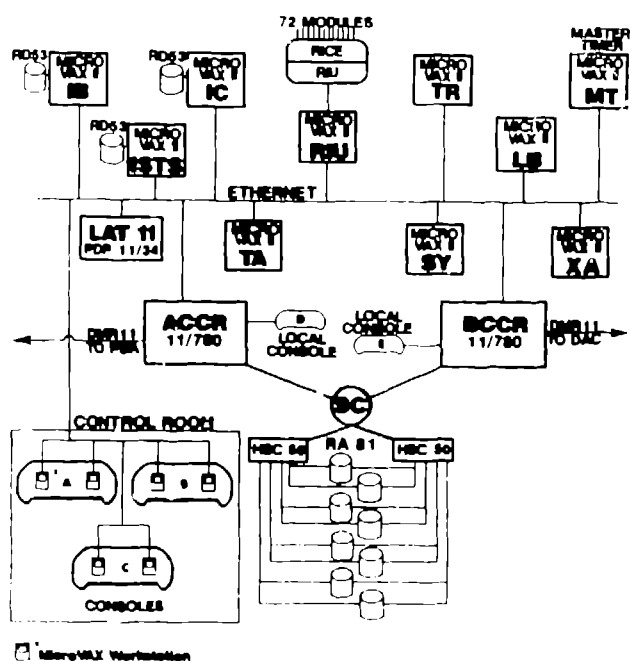 72 MODULES
RICE
RIU
MICRO
VAX II
RIU
RD53
MICRO
VAX II
IB
RD53
MICRO
VAX II
IC
RD53
MICRO
VAX II
MICRO
VAX II
TR
MASTER
TIMER
MICRO
VAX II
MT
MICRO
VAX II
LB
ETHERNET
LAT 11
PDP 11/34
MICRO
VAX II
TA
MICRO
VAX II
SY
MICRO
VAX II
XA
ACCR
11/780
D
LOCAL
CONSOLE
LOCAL
CONSOLE
E
BCCR
11/780
DMR11
DMR11
TO DAC
SC
HSC 50
RA 81
HSC 50
CONTROL ROOM
A
B
C
CONSOLES
MicroVAX Workstation